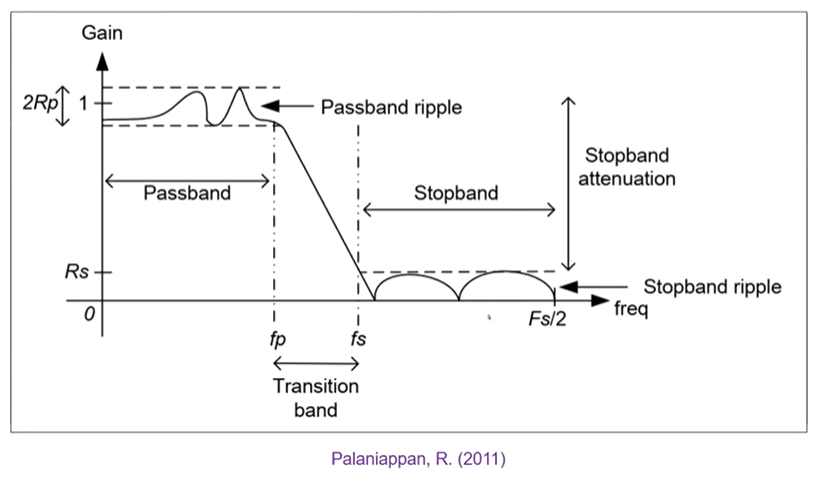 Gain
2Rp
1
Passband ripple
Stopband
attenuation
Passband
Stopband
Rs
Stopband ripple
0
Fs/2
freq
fp
fs
Transition
band
Palaniappan, R. (2011)